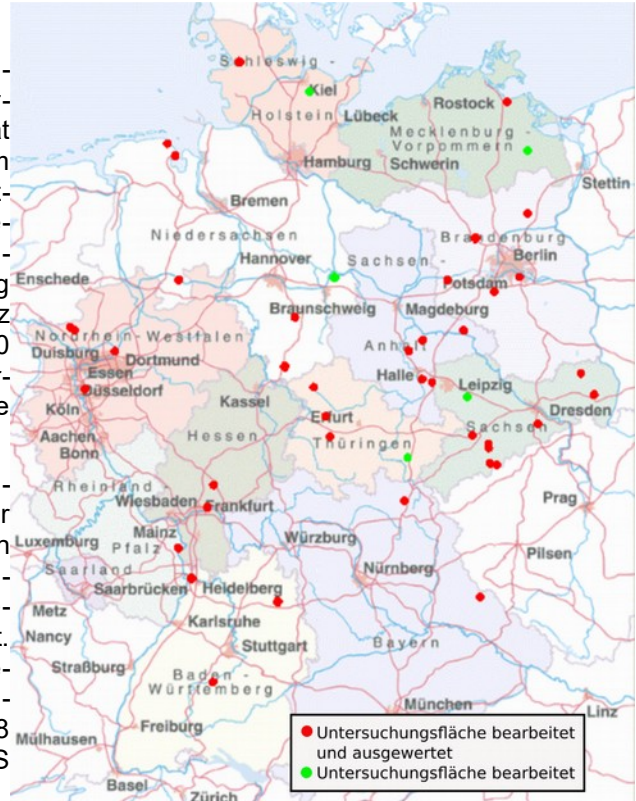 -
-
at
-
-
-
g
z
0
-
e
-
r
n
-
-
t.
-
-
8
S
Schleswig -
Kiel
Holstein
Lübeck
Rostock
Mecklenburg -
Vorpommern
Hamburg
Schwerin
Stettin
Bremen
Niedersachsen
Brandenburg
Hannover
Sachsen -
Berlin
Enschede
Potsdam
Braunschweig
Magdeburg
Nordrhein-Westfalen
Anhalt
Duisburg
Dortmund
Essen
Halle
Leipzig
Düsseldorf
Kassel
Dresden
Köln
Erfurt
Sachsen
Aachen
Hessen
Thüringen
Bonn
Rheinland -
Wiesbaden
Frankfurt
Prag
Mainz
Luxemburg
Pfalz
Würzburg
Pilsen
Saarland
Nürnberg
Saarbrücken
Heidelberg
Metz
Karlsruhe
Nancy
Stuttgart
Bayern
Straßburg
Baden -
Württemberg
München
Linz
Freiburg
Mülhausen
Basel
Zürich
Untersuchungsfläche bearbeitet
und ausgewertet
Untersuchungsfläche bearbeitet